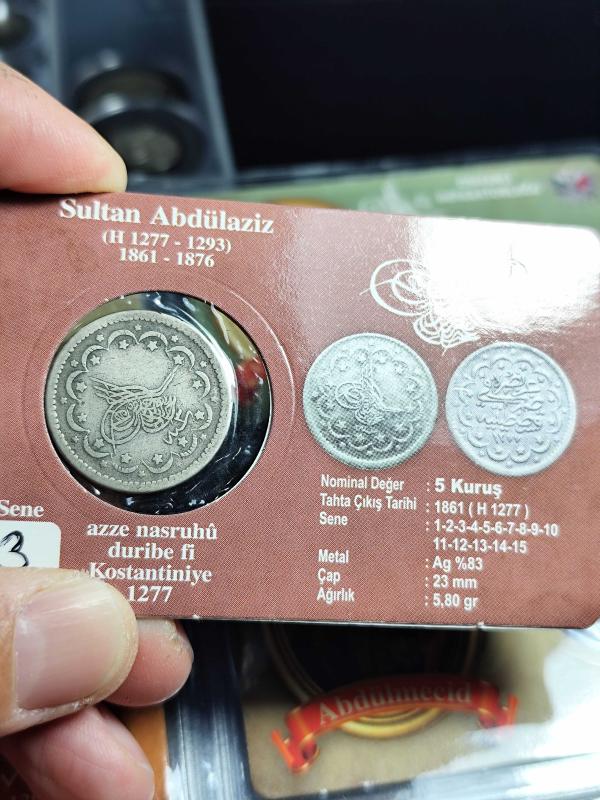 Sultan Abdülaziz
(H 1277 - 1293)
1861 - 1876
Sene
3
azze nasruhû
duribe fi
Kostantiniye
1277
Nominal Değer : 5 Kuruş
Tahta Çıkış Tarihi : 1861 ( H 1277 )
Sene : 1-2-3-4-5-6-7-8-9-10
11-12-13-14-15
Metal : Ag %83
Çap : 23 mm
Ağırlık : 5,80 gr
Abdülmecid